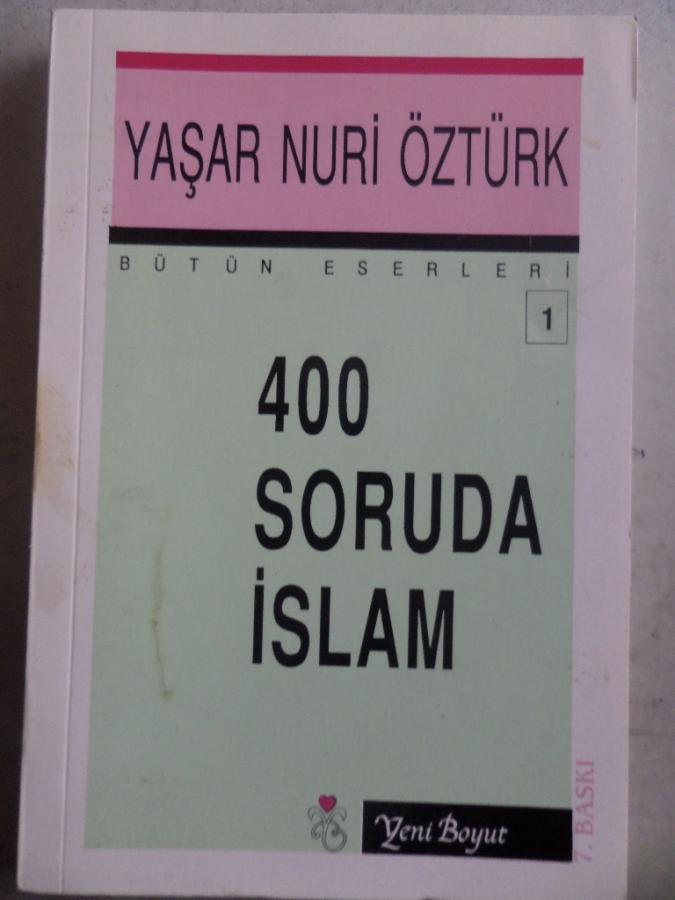 YAŞAR NURİ ÖZTÜRK
BÜTÜN ESERLERİ
1
400
SORUDA
İSLAM
Yeni Boyut
7. BASKI